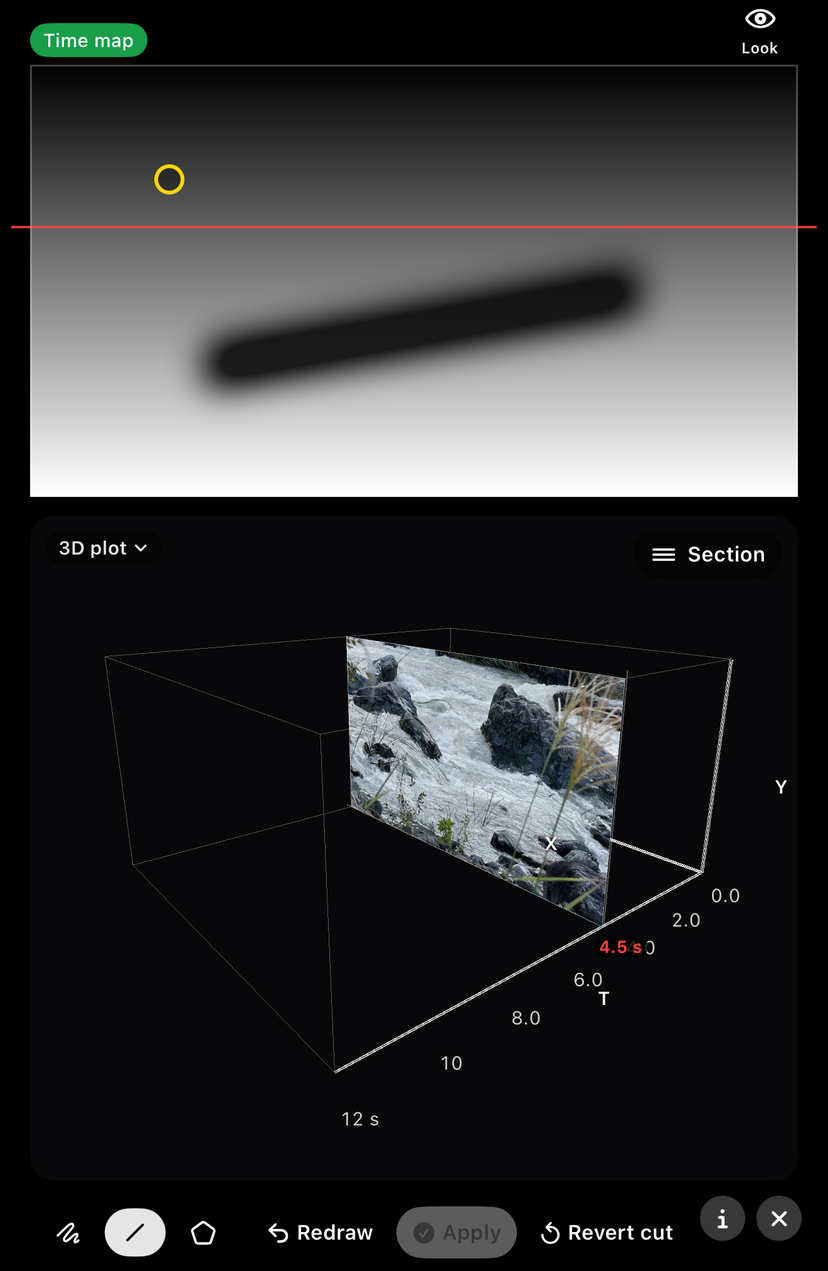 Time map
Look
3D plot
Section
Y
X
0.0
2.0
4.5 s
6.0
T
8.0
10
12 s
Redraw
Apply
Revert cut